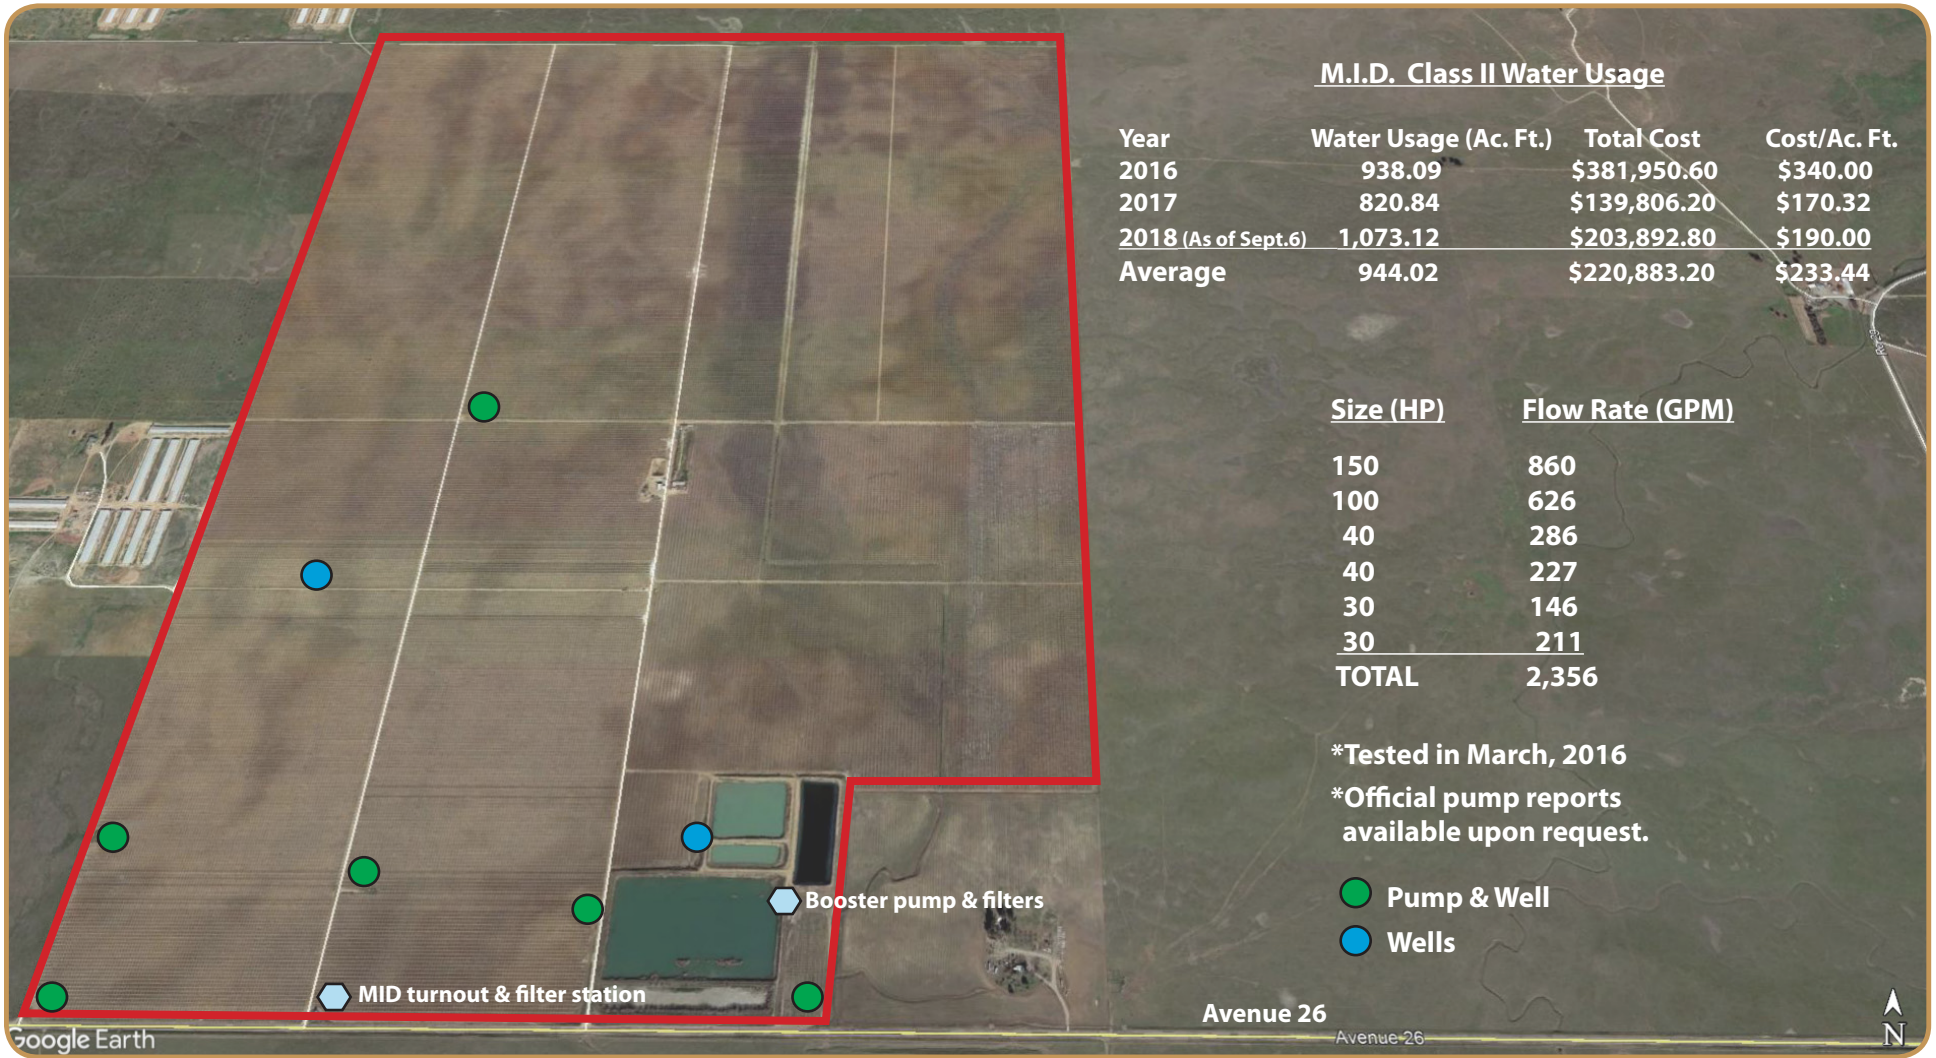 M.I.D. Class II Water Usage
Year Water Usage (Ac. Ft.) Total Cost Cost/Ac. Ft.
2016 938.09 $381,950.60 $340.00
2017 820.84 $139,806.20 $170.32
2018 (As of Sept.6) 1,073.12 $203,892.80 $190.00
Average 944.02 $220,883.20 $233.44
Size (HP) Flow Rate (GPM)
150 860
100 626
40 286
40 227
30 146
30 211
TOTAL 2,356
*Tested in March, 2016
*Official pump reports
available upon request.
Pump & Well
Wells
Booster pump & filters
MID turnout & filter station
Avenue 26
Avenue 26
N
Google Earth